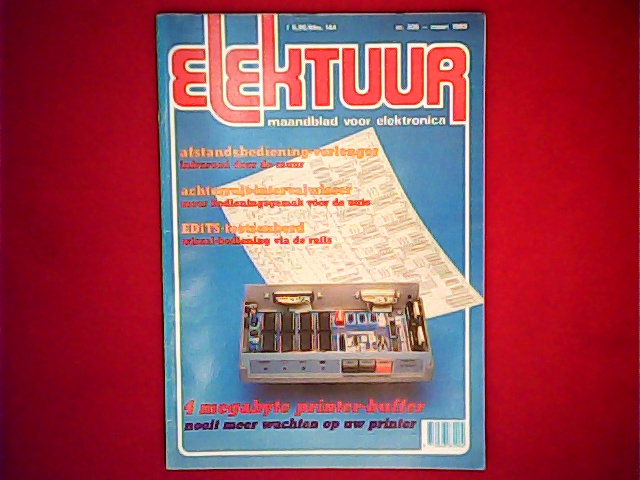 ELEKTUUR
maandblad voor elektronica
afstandsbediening-verlenger
infrarood door de muur
achterruit-interval wisser
meer bedieningsgemak voor de auto
EDiTS-toetsenbord
wissel-bediening via de rails
4 megabyte printer-buffer
nooit meer wachten op uw printer